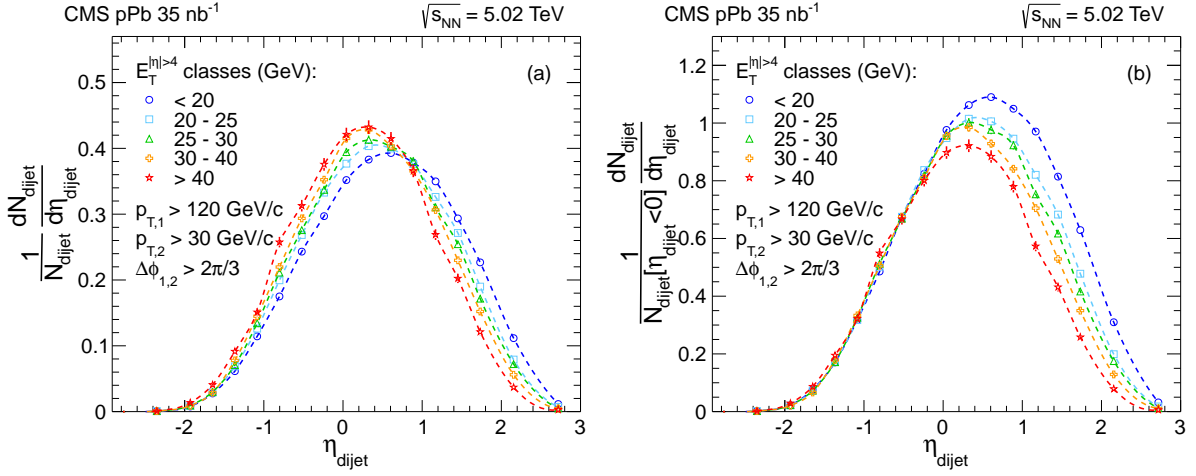 CMS pPb 35 nb⁻¹ √s_NN = 5.02 TeV
E_T^|η|>4 classes (GeV):
(a)
< 20
20 - 25
25 - 30
30 - 40
> 40
p_T,1 > 120 GeV/c
p_T,2 > 30 GeV/c
Δϕ_1,2 > 2π/3
1/N_dijet dN_dijet/dη_dijet
0.5
0.4
0.3
0.2
0.1
0
-2 -1 0 1 2 3
η_dijet
CMS pPb 35 nb⁻¹ √s_NN = 5.02 TeV
E_T^|η|>4 classes (GeV):
(b)
< 20
20 - 25
25 - 30
30 - 40
> 40
p_T,1 > 120 GeV/c
p_T,2 > 30 GeV/c
Δϕ_1,2 > 2π/3
1/N_dijet[η_dijet<0] dN_dijet/dη_dijet
1.2
1
0.8
0.6
0.4
0.2
0
-2 -1 0 1 2 3
η_dijet